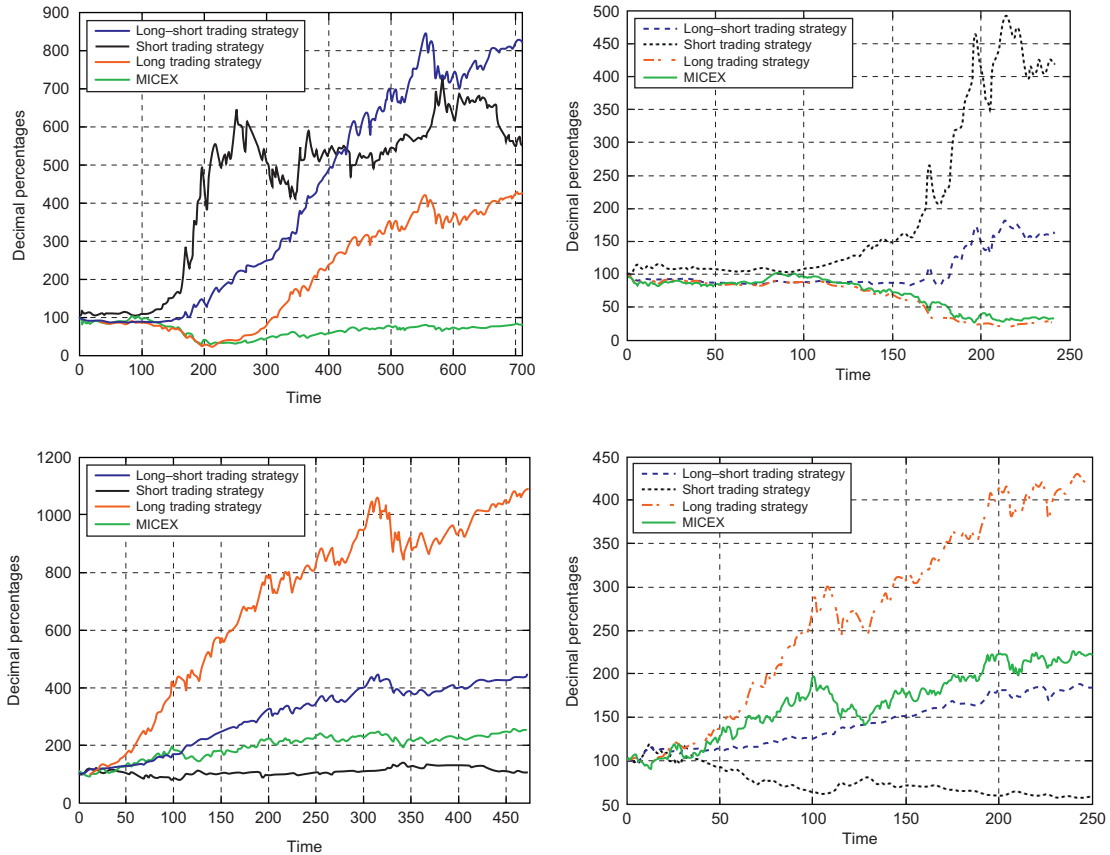 900
800
700
600
500
400
300
200
100
0
0 100 200 300 400 500 600 700
Decimal percentages
Time
Long–short trading strategy
Short trading strategy
Long trading strategy
MICEX
500
450
400
350
300
250
200
150
100
50
0
0 50 100 150 200 250
Decimal percentages
Time
Long–short trading strategy
Short trading strategy
Long trading strategy
MICEX
1200
1000
800
600
400
200
0
0 50 100 150 200 250 300 350 400 450
Decimal percentages
Time
Long–short trading strategy
Short trading strategy
Long trading strategy
MICEX
450
400
350
300
250
200
150
100
50
0 50 100 150 200 250
Decimal percentages
Time
Long–short trading strategy
Short trading strategy
Long trading strategy
MICEX